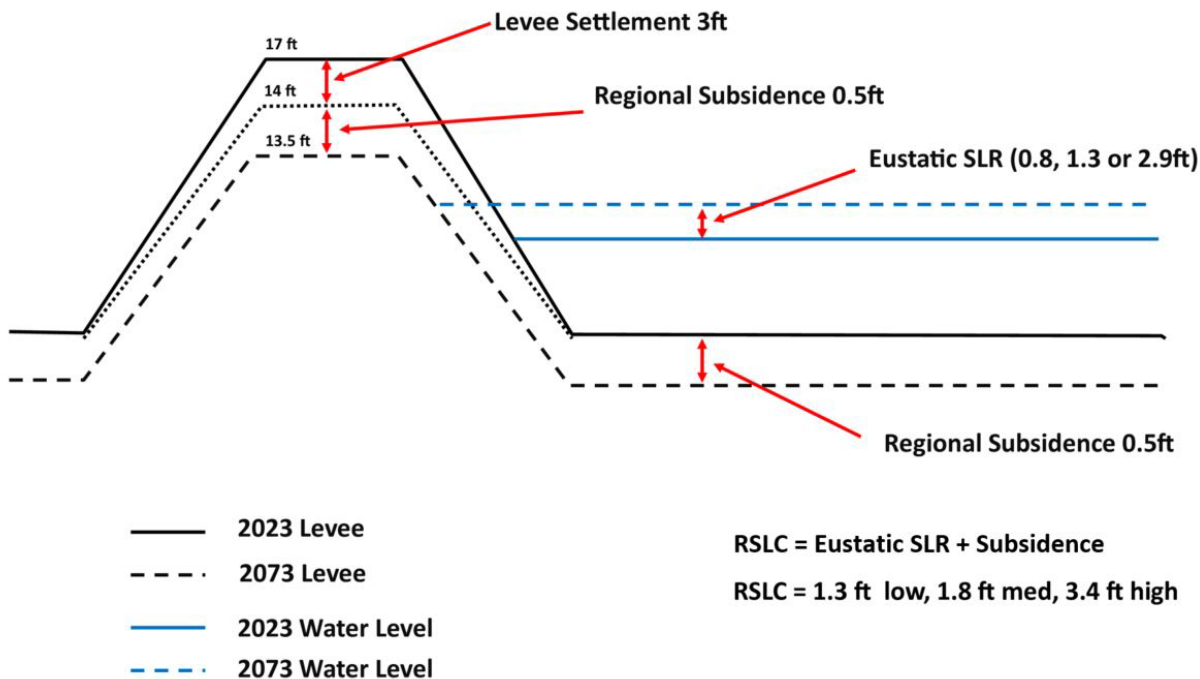 Levee Settlement 3ft
17 ft
Regional Subsidence 0.5ft
14 ft
13.5 ft
Eustatic SLR (0.8, 1.3 or 2.9ft)
Regional Subsidence 0.5ft
2023 Levee
2073 Levee
2023 Water Level
2073 Water Level
RSLC = Eustatic SLR + Subsidence
RSLC = 1.3 ft low, 1.8 ft med, 3.4 ft high